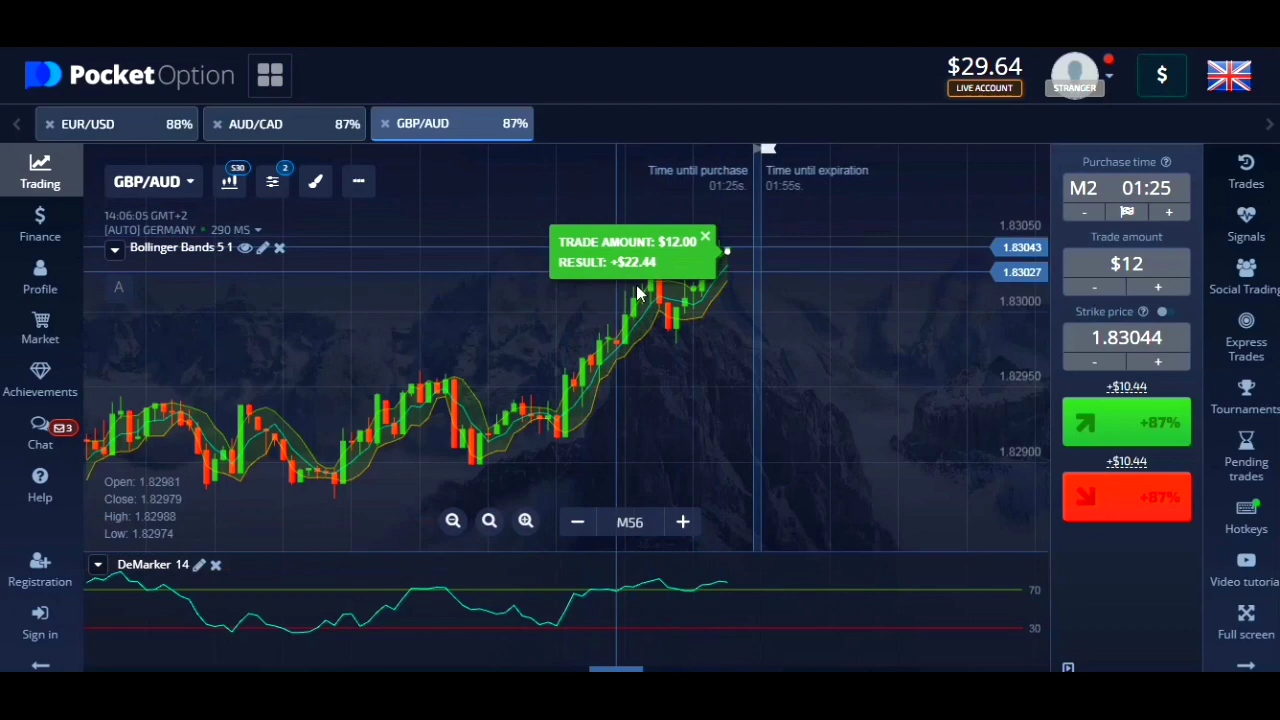 PocketOption
$29.64
LIVE ACCOUNT
STRANGER
$
EUR/USD 88%
AUD/CAD 87%
GBP/AUD 87%
Trading
Finance
Profile
Market
Achievements
Chat
3
Help
Registration
Sign in
GBP/AUD
S30
2
14:06:05 GMT+2
[AUTO] GERMANY • 290 MS
Bollinger Bands 5 1
A
Time until purchase
01:25s.
Time until expiration
01:55s.
TRADE AMOUNT: $12.00
RESULT: +$22.44
1.83050
1.83043
1.83027
1.83000
1.82950
1.82900
Open: 1.82981
Close: 1.82979
High: 1.82988
Low: 1.82974
M56
DeMarker 14
70
30
Purchase time
M2 01:25
- +
Trade amount
$12
- +
Strike price
1.83044
- +
+$10.44
+87%
+$10.44
+87%
Trades
Signals
Social Trading
Express
Trades
Tournaments
Pending
trades
Hotkeys
Video tutoria
Full screen